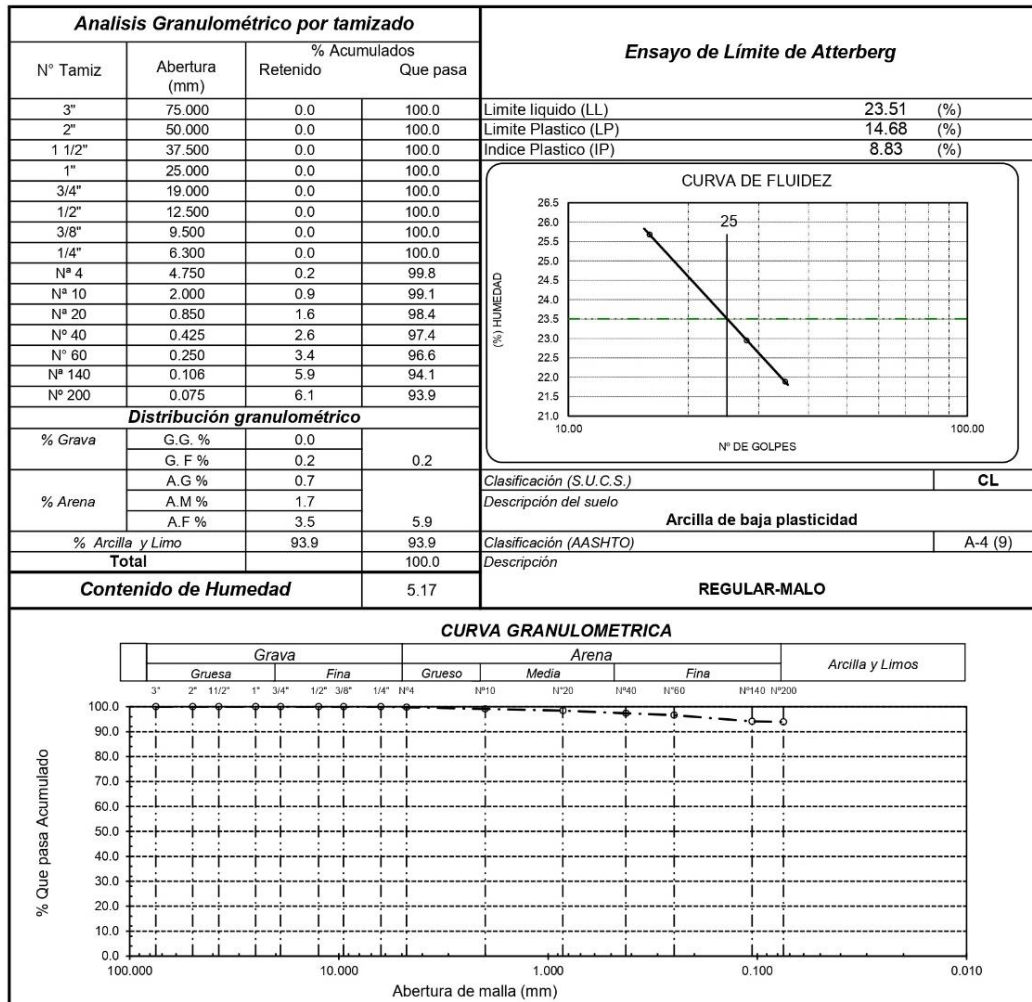 Analisis Granulométrico por tamizado
N° Tamiz Abertura (mm) % Acumulados Retenido Que pasa
3" 75.000 0.0 100.0
2" 50.000 0.0 100.0
1 1/2" 37.500 0.0 100.0
1" 25.000 0.0 100.0
3/4" 19.000 0.0 100.0
1/2" 12.500 0.0 100.0
3/8" 9.500 0.0 100.0
1/4" 6.300 0.0 100.0
Nª 4 4.750 0.2 99.8
Nª 10 2.000 0.9 99.1
Nª 20 0.850 1.6 98.4
Nº 40 0.425 2.6 97.4
N° 60 0.250 3.4 96.6
Nª 140 0.106 5.9 94.1
Nº 200 0.075 6.1 93.9
Distribución granulométrico
% Grava G.G. % 0.0
G. F % 0.2 0.2
A.G % 0.7
% Arena A.M % 1.7
A.F % 3.5 5.9
% Arcilla y Limo 93.9 93.9
Total 100.0
Contenido de Humedad 5.17
Ensayo de Límite de Atterberg
Limite liquido (LL) 23.51 (%)
Limite Plastico (LP) 14.68 (%)
Indice Plastico (IP) 8.83 (%)
CURVA DE FLUIDEZ
25
(%) HUMEDAD
26.5
26.0
25.5
25.0
24.5
24.0
23.5
23.0
22.5
22.0
21.5
21.0
10.00 100.00
Nº DE GOLPES
Clasificación (S.U.C.S.) CL
Descripción del suelo
Arcilla de baja plasticidad
Clasificación (AASHTO) A-4 (9)
Descripción
REGULAR-MALO
CURVA GRANULOMETRICA
Grava Arena Arcilla y Limos
Gruesa Fina Grueso Media Fina
3" 2" 11/2" 1" 3/4" 1/2" 3/8" 1/4" Nº4 Nº10 N°20 Nº40 N°60 Nº140 Nº200
% Que pasa Acumulado
100.0
90.0
80.0
70.0
60.0
50.0
40.0
30.0
20.0
10.0
0.0
100.000 10.000 1.000 0.100 0.010
Abertura de malla (mm)